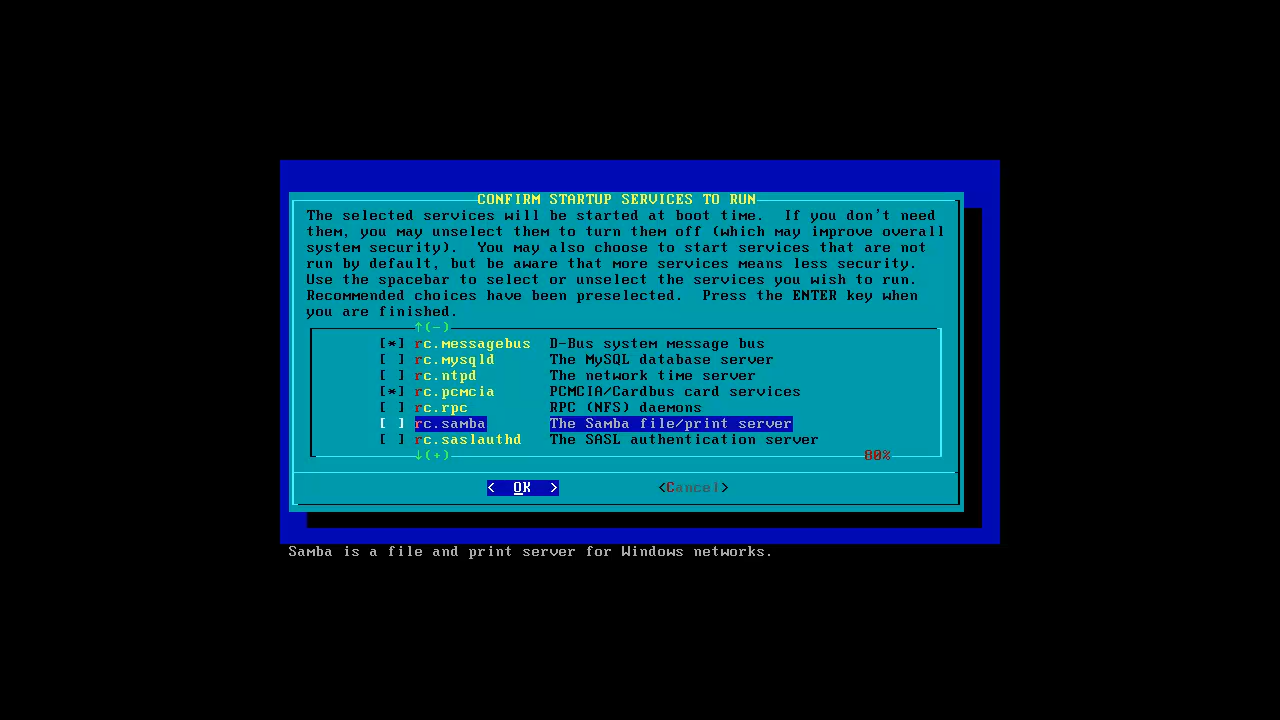 CONFIRM STARTUP SERVICES TO RUN
The selected services will be started at boot time.  If you don't need
them, you may unselect them to turn them off (which may improve overall
system security).  You may also choose to start services that are not
run by default, but be aware that more services means less security.
Use the spacebar to select or unselect the services you wish to run.
Recommended choices have been preselected.  Press the ENTER key when
you are finished.
↑(-)
[*] rc.messagebus  D-Bus system message bus
[ ] rc.mysqld      The MySQL database server
[ ] rc.ntpd        The network time server
[*] rc.pcmcia      PCMCIA/Cardbus card services
[ ] rc.rpc         RPC (NFS) daemons
[ ] rc.samba       The Samba file/print server
[ ] rc.saslauthd   The SASL authentication server
↓(+) 80%
<  OK  > <Cancel>
Samba is a file and print server for Windows networks.